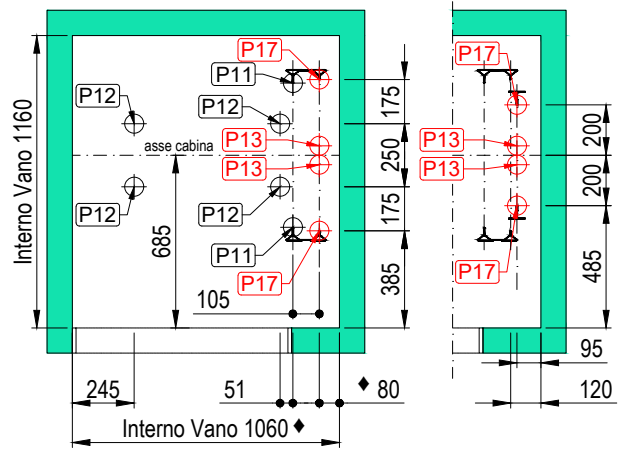 P17
P11
P12
P12
P13
asse cabina
P13
P12
P12
P11
P17
Interno Vano 1160
685
175
250
175
385
105
245
51
♦ 80
Interno Vano 1060 ♦
P17
P13
P13
P17
200
200
485
95
120